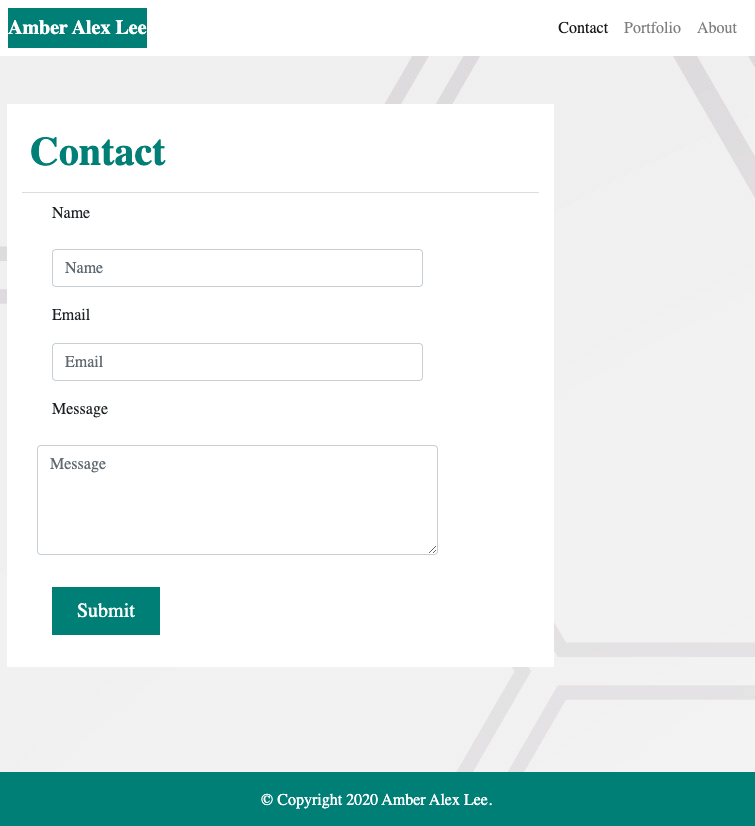 Amber Alex Lee
Contact Portfolio About
Contact
Name
Name
Email
Email
Message
Message
Submit
© Copyright 2020 Amber Alex Lee.